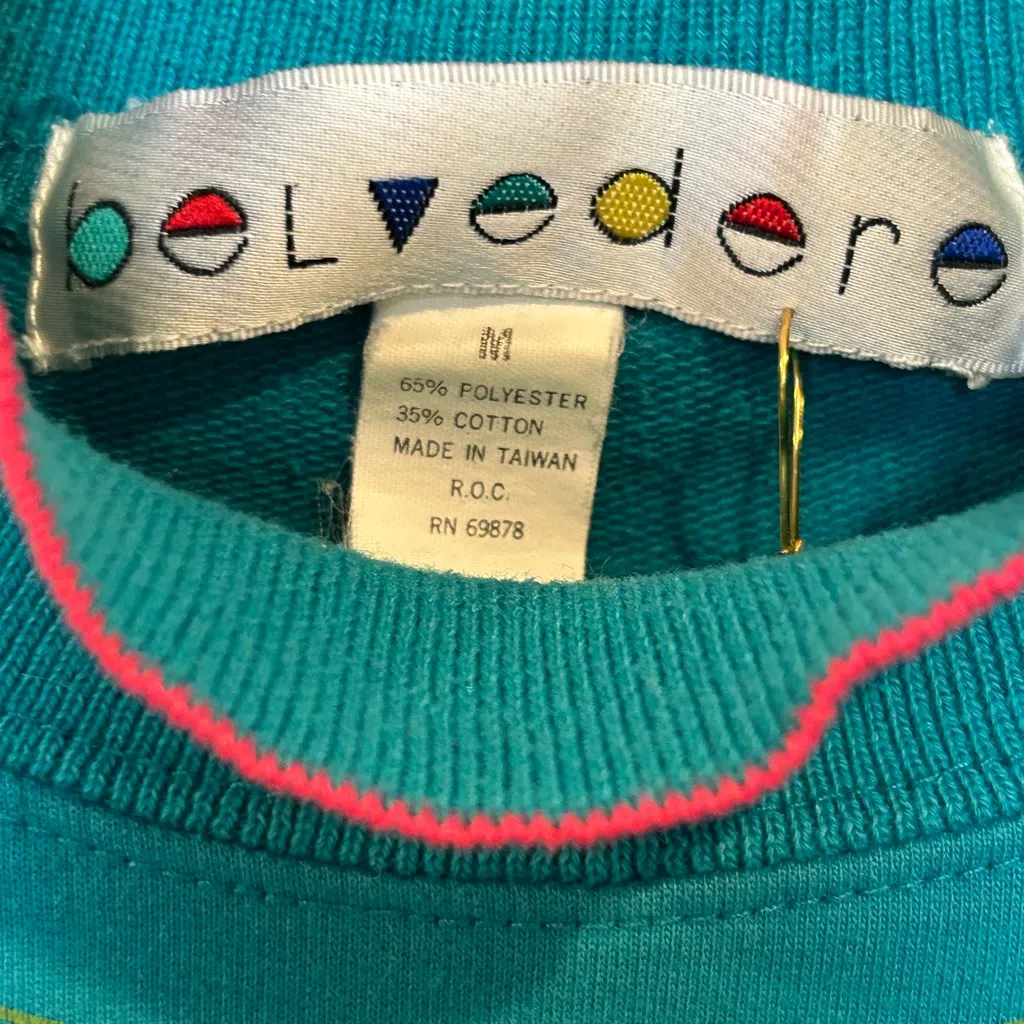 belvedere
M
65% POLYESTER
35% COTTON
MADE IN TAIWAN
R.O.C.
RN 69878